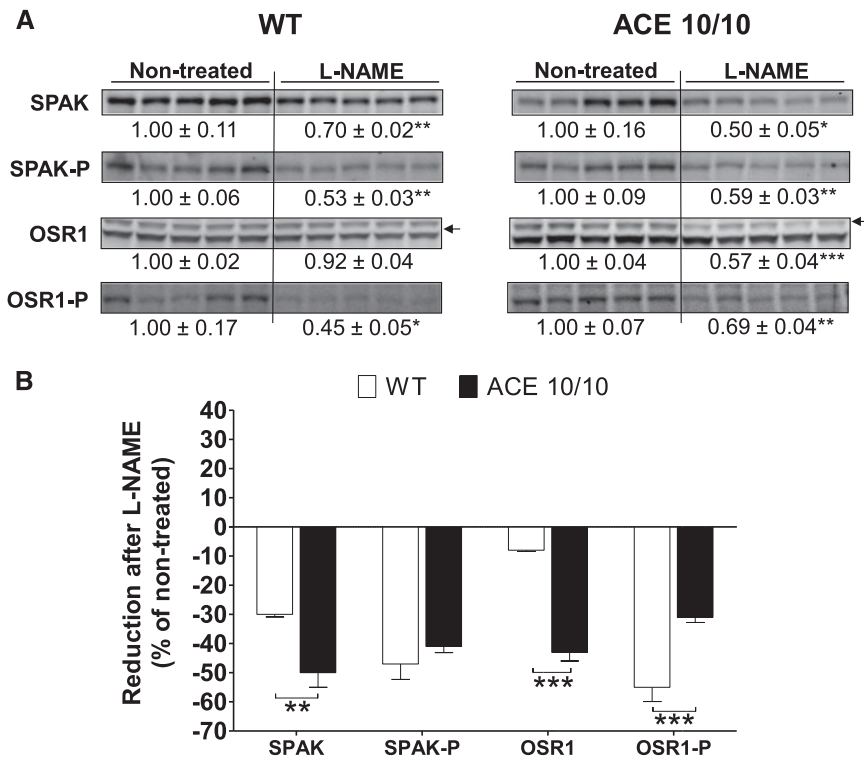 A
WT ACE 10/10
Non-treated L-NAME Non-treated L-NAME
SPAK
1.00 ± 0.11 0.70 ± 0.02** 1.00 ± 0.16 0.50 ± 0.05*
SPAK-P
1.00 ± 0.06 0.53 ± 0.03** 1.00 ± 0.09 0.59 ± 0.03**
OSR1
1.00 ± 0.02 0.92 ± 0.04 1.00 ± 0.04 0.57 ± 0.04***
OSR1-P
1.00 ± 0.17 0.45 ± 0.05* 1.00 ± 0.07 0.69 ± 0.04**
B
WT ACE 10/10
Reduction after L-NAME
(% of non-treated)
40
30
20
10
0
-10
-20
-30
-40
-50
-60
-70
**
***
***
SPAK SPAK-P OSR1 OSR1-P